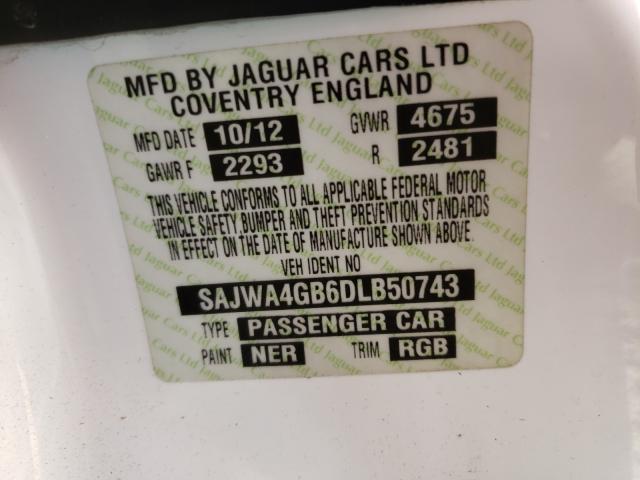 MFD BY JAGUAR CARS LTD
COVENTRY ENGLAND
MFD DATE 10/12 GVWR 4675
GAWR F 2293 R 2481
THIS VEHICLE CONFORMS TO ALL APPLICABLE FEDERAL MOTOR
VEHICLE SAFETY,BUMPER AND THEFT PREVENTION STANDARDS
IN EFFECT ON THE DATE OF MANUFACTURE SHOWN ABOVE.
VEH IDENT NO
SAJWA4GB6DLB50743
TYPE PASSENGER CAR
PAINT NER TRIM RGB